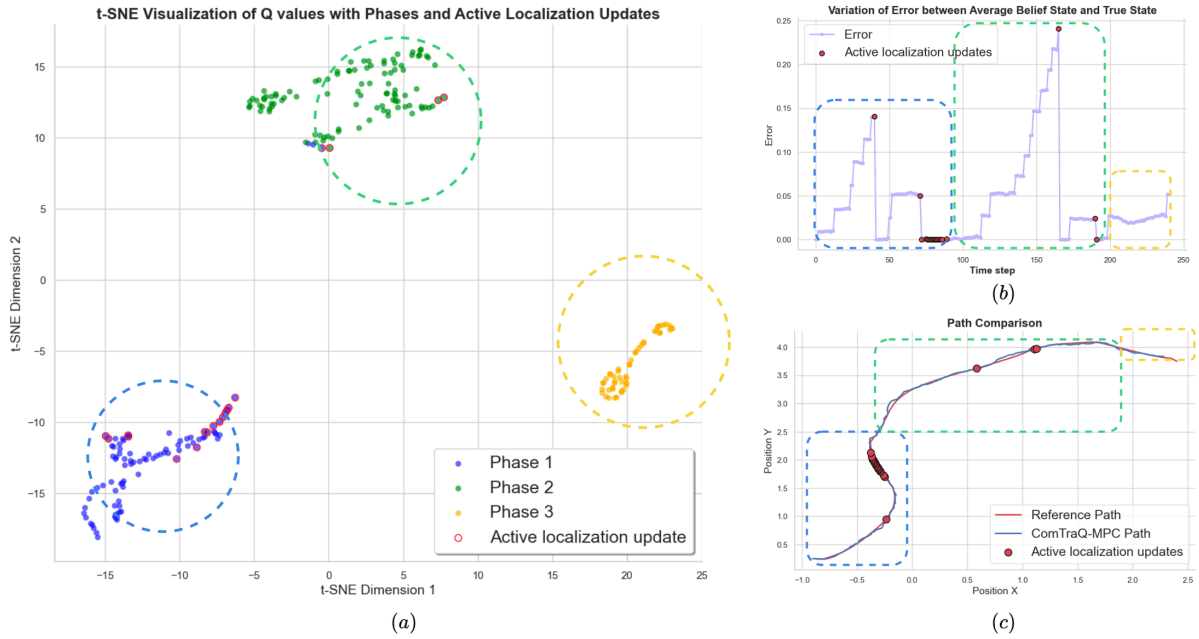 t-SNE Visualization of Q values with Phases and Active Localization Updates
15
10
5
0
−5
−10
−15
t-SNE Dimension 2
−15
−10
−5
0
5
10
15
20
25
t-SNE Dimension 1
Phase 1
Phase 2
Phase 3
Active localization update
(a)
Variation of Error between Average Belief State and True State
Error
Active localization updates
0.25
0.20
0.15
0.10
0.05
0.00
Error
0
50
100
150
200
250
Time step
(b)
Path Comparison
4.0
3.5
3.0
2.5
2.0
1.5
1.0
0.5
Position Y
Reference Path
ComTraQ-MPC Path
Active localization updates
−1.0
−0.5
0.0
0.5
1.0
1.5
2.0
2.5
Position X
(c)